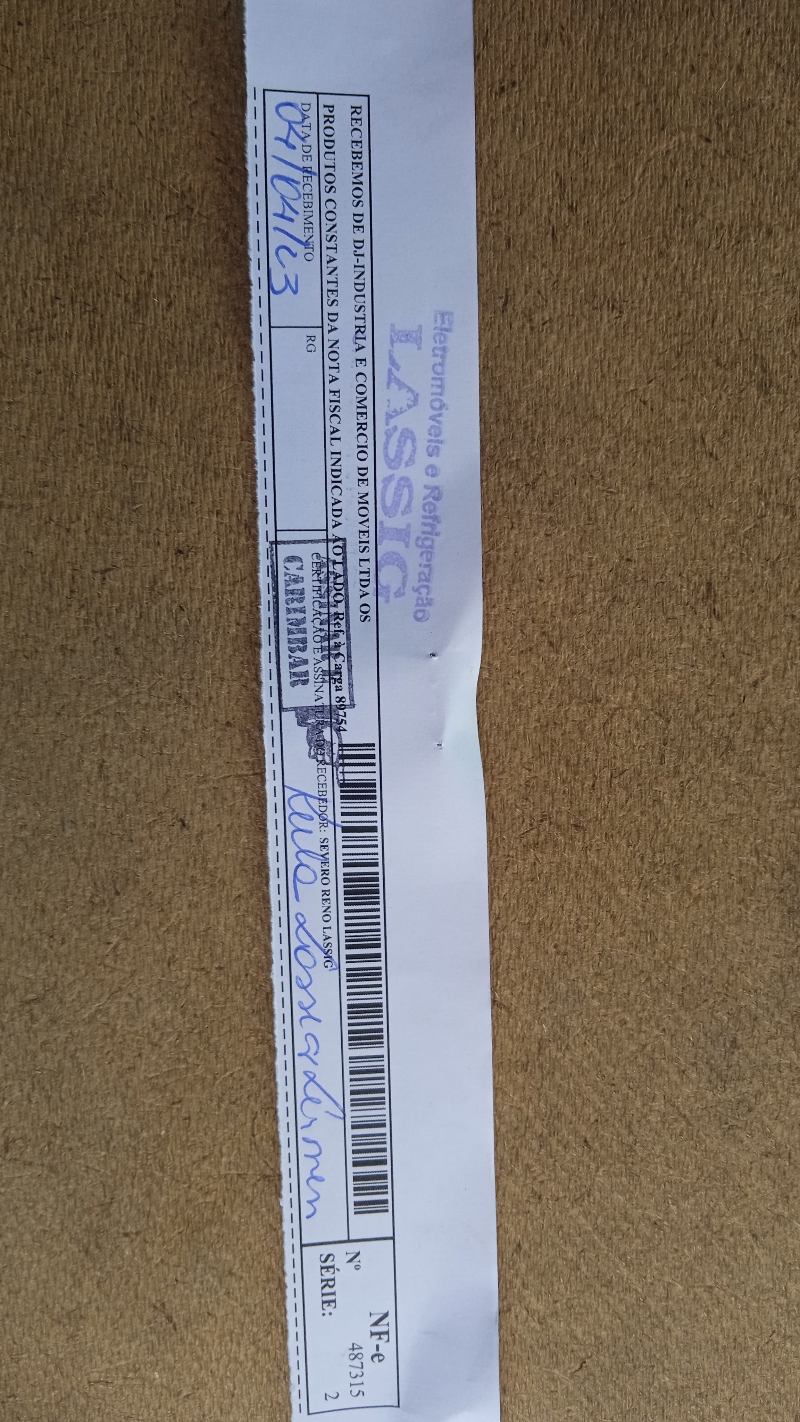 Eletromóveis e Refrigeração
LASSIG
RECEBEMOS DE DJ-INDUSTRIA E COMERCIO DE MOVEIS LTDA OS
PRODUTOS CONSTANTES DA NOTA FISCAL INDICADA AO LADO, Ref. à Carga 89754
DATA DE RECEBIMENTO
04/04/23
RG
CERTIFICAÇÃO E ASSINATURA DO RECEBEDOR: SEVERO RENO LASSIG
CARIMBAR
NF-e
Nº 487315
SÉRIE: 2